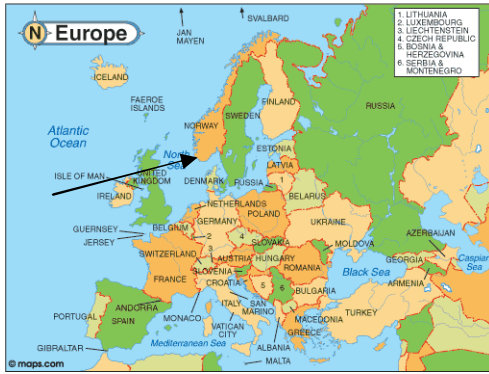 N
Europe
JAN
MAYEN
SVALBARD
1. LITHUANIA
2. LUXEMBOURG
3. LIECHTENSTEIN
4. CZECH REPUBLIC
5. BOSNIA &
HERZEGOVINA
6. SERBIA &
MONTENEGRO
ICELAND
FAEROE
ISLANDS
FINLAND
RUSSIA
NORWAY
SWEDEN
Atlantic
Ocean
North
Sea
ESTONIA
LATVIA
1
ISLE OF MAN
UNITED
KINGDOM
DENMARK
RUSSIA
IRELAND
BELARUS
NETHERLANDS
POLAND
GERMANY
GUERNSEY
JERSEY
BELGIUM
2
4
UKRAINE
SLOVAKIA
MOLDOVA
AZERBAIJAN
SWITZERLAND
3
AUSTRIA
HUNGARY
GEORGIA
Caspian
Sea
SLOVENIA
ROMANIA
FRANCE
CROATIA
5
6
Black Sea
ARMENIA
BULGARIA
ANDORRA
PORTUGAL
SPAIN
MONACO
ITALY
SAN
MARINO
MACEDONIA
TURKEY
VATICAN
CITY
ALBANIA
GREECE
Mediterranean Sea
GIBRALTAR
MALTA
© maps.com